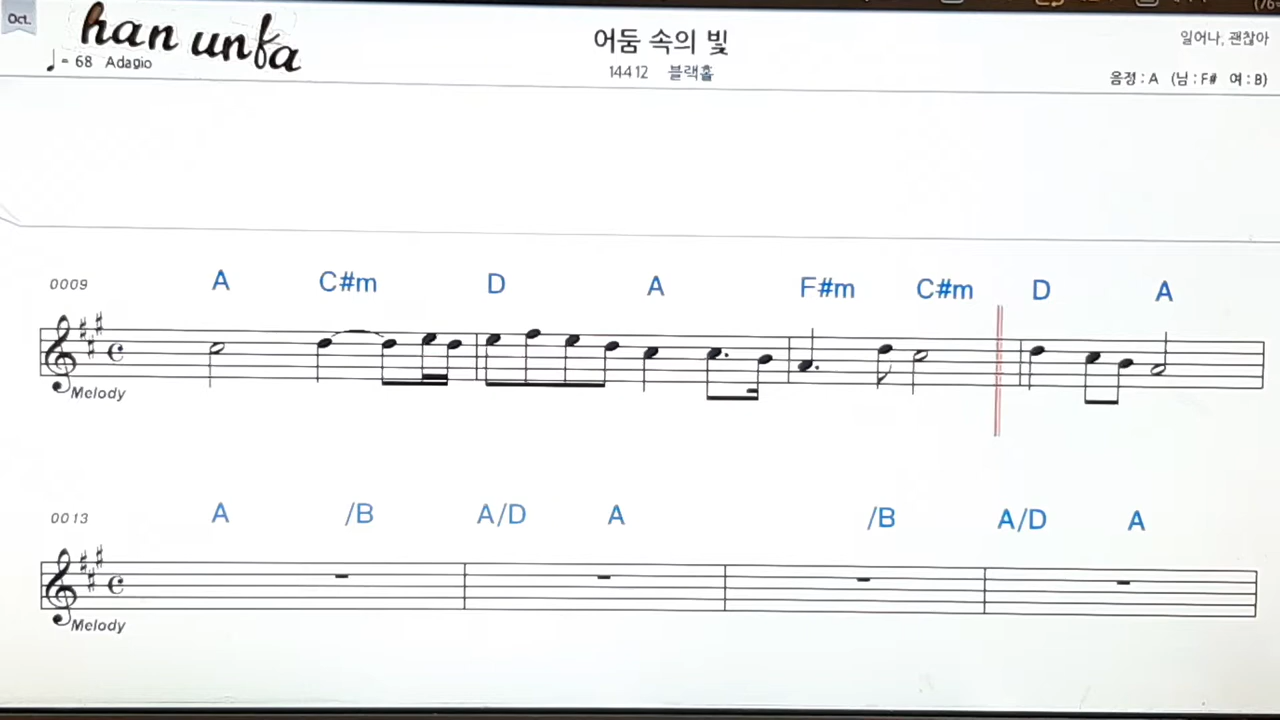 Oct.
han unfa
♩= 68 Adagio
어둠 속의 빛
14412 블랙홀
일어나, 괜찮아
음정 : A (남 : F# 여 : B)
0009 A C#m D A F#m C#m D A
Melody
0013 A /B A/D A /B A/D A
Melody